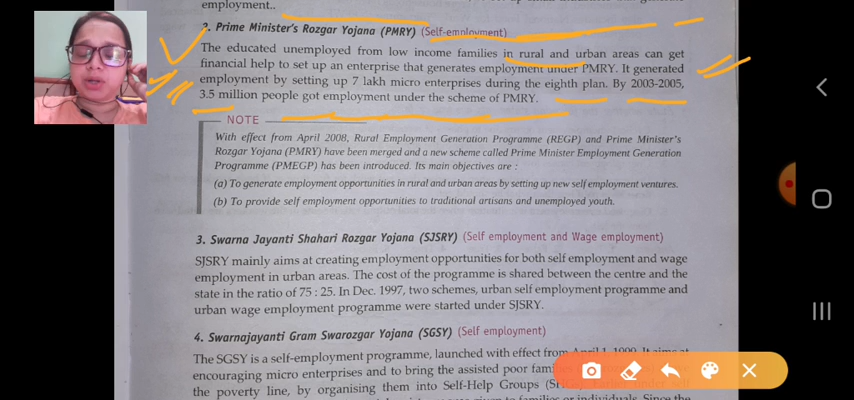 employment..
2. Prime Minister's Rozgar Yojana (PMRY) (Self-employment)
The educated unemployed from low income families in rural and urban areas can get
financial help to set up an enterprise that generates employment under PMRY. It generated
employment by setting up 7 lakh micro enterprises during the eighth plan. By 2003-2005,
3.5 million people got employment under the scheme of PMRY.
NOTE
With effect from April 2008, Rural Employment Generation Programme (REGP) and Prime Minister's
Rozgar Yojana (PMRY) have been merged and a new scheme called Prime Minister Employment Generation
Programme (PMEGP) has been introduced. Its main objectives are :
(a) To generate employment opportunities in rural and urban areas by setting up new self employment ventures.
(b) To provide self employment opportunities to traditional artisans and unemployed youth.
3. Swarna Jayanti Shahari Rozgar Yojana (SJSRY) (Self employment and Wage employment)
SJSRY mainly aims at creating employment opportunities for both self employment and wage
employment in urban areas. The cost of the programme is shared between the centre and the
state in the ratio of 75 : 25. In Dec. 1997, two schemes, urban self employment programme and
urban wage employment programme were started under SJSRY.
4. Swarnajayanti Gram Swarozgar Yojana (SGSY) (Self employment)
The SGSY is a self-employment programme, launched with effect from April 1, 1999. It aims at
encouraging micro enterprises and to bring the assisted poor
the poverty line, by organising them into Self-Help Groups
families or individuals. Since the